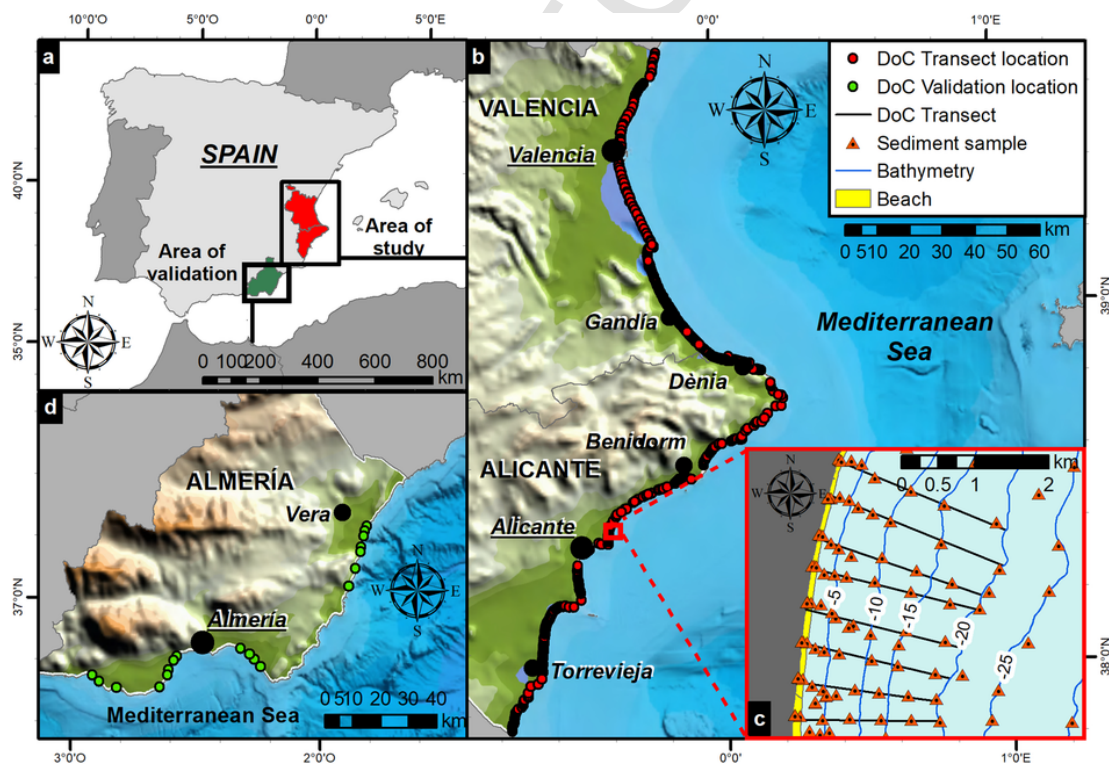 10°0'O 5°0'O 0°0' 5°0'E 0°0' 1°0'E
a
N
W E
S
SPAIN
40°0'N
35°0'N
Area of
study
Area of
validation
0 100 200 400 600 800
km
b
VALENCIA
Valencia
Gandía
Dènia
Benidorm
ALICANTE
Alicante
Torrevieja
Mediterranean
Sea
N
W E
S
DoC Transect location
DoC Validation location
DoC Transect
Sediment sample
Bathymetry
Beach
0 5 10 20 30 40 50 60
km
39°0'N
38°0'N
d
ALMERÍA
Vera
Almería
Mediterranean Sea
N
W E
S
0 5 10 20 30 40
km
37°0'N
c
N
W E
S
km
0 0.5 1 2
-5
-10
-15
-20
-25
3°0'O 2°0'O 0°0' 1°0'E